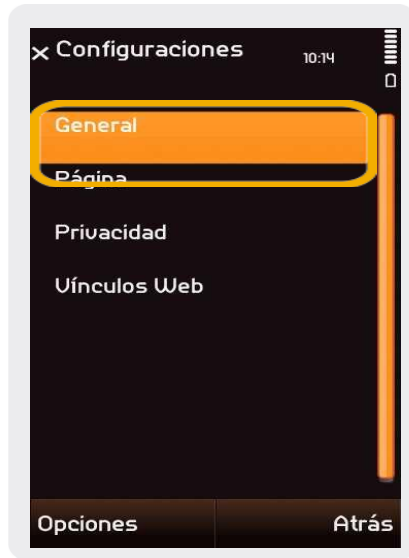 Configuraciones
10:14
General
Página
Privacidad
Vínculos Web
Opciones Atrás